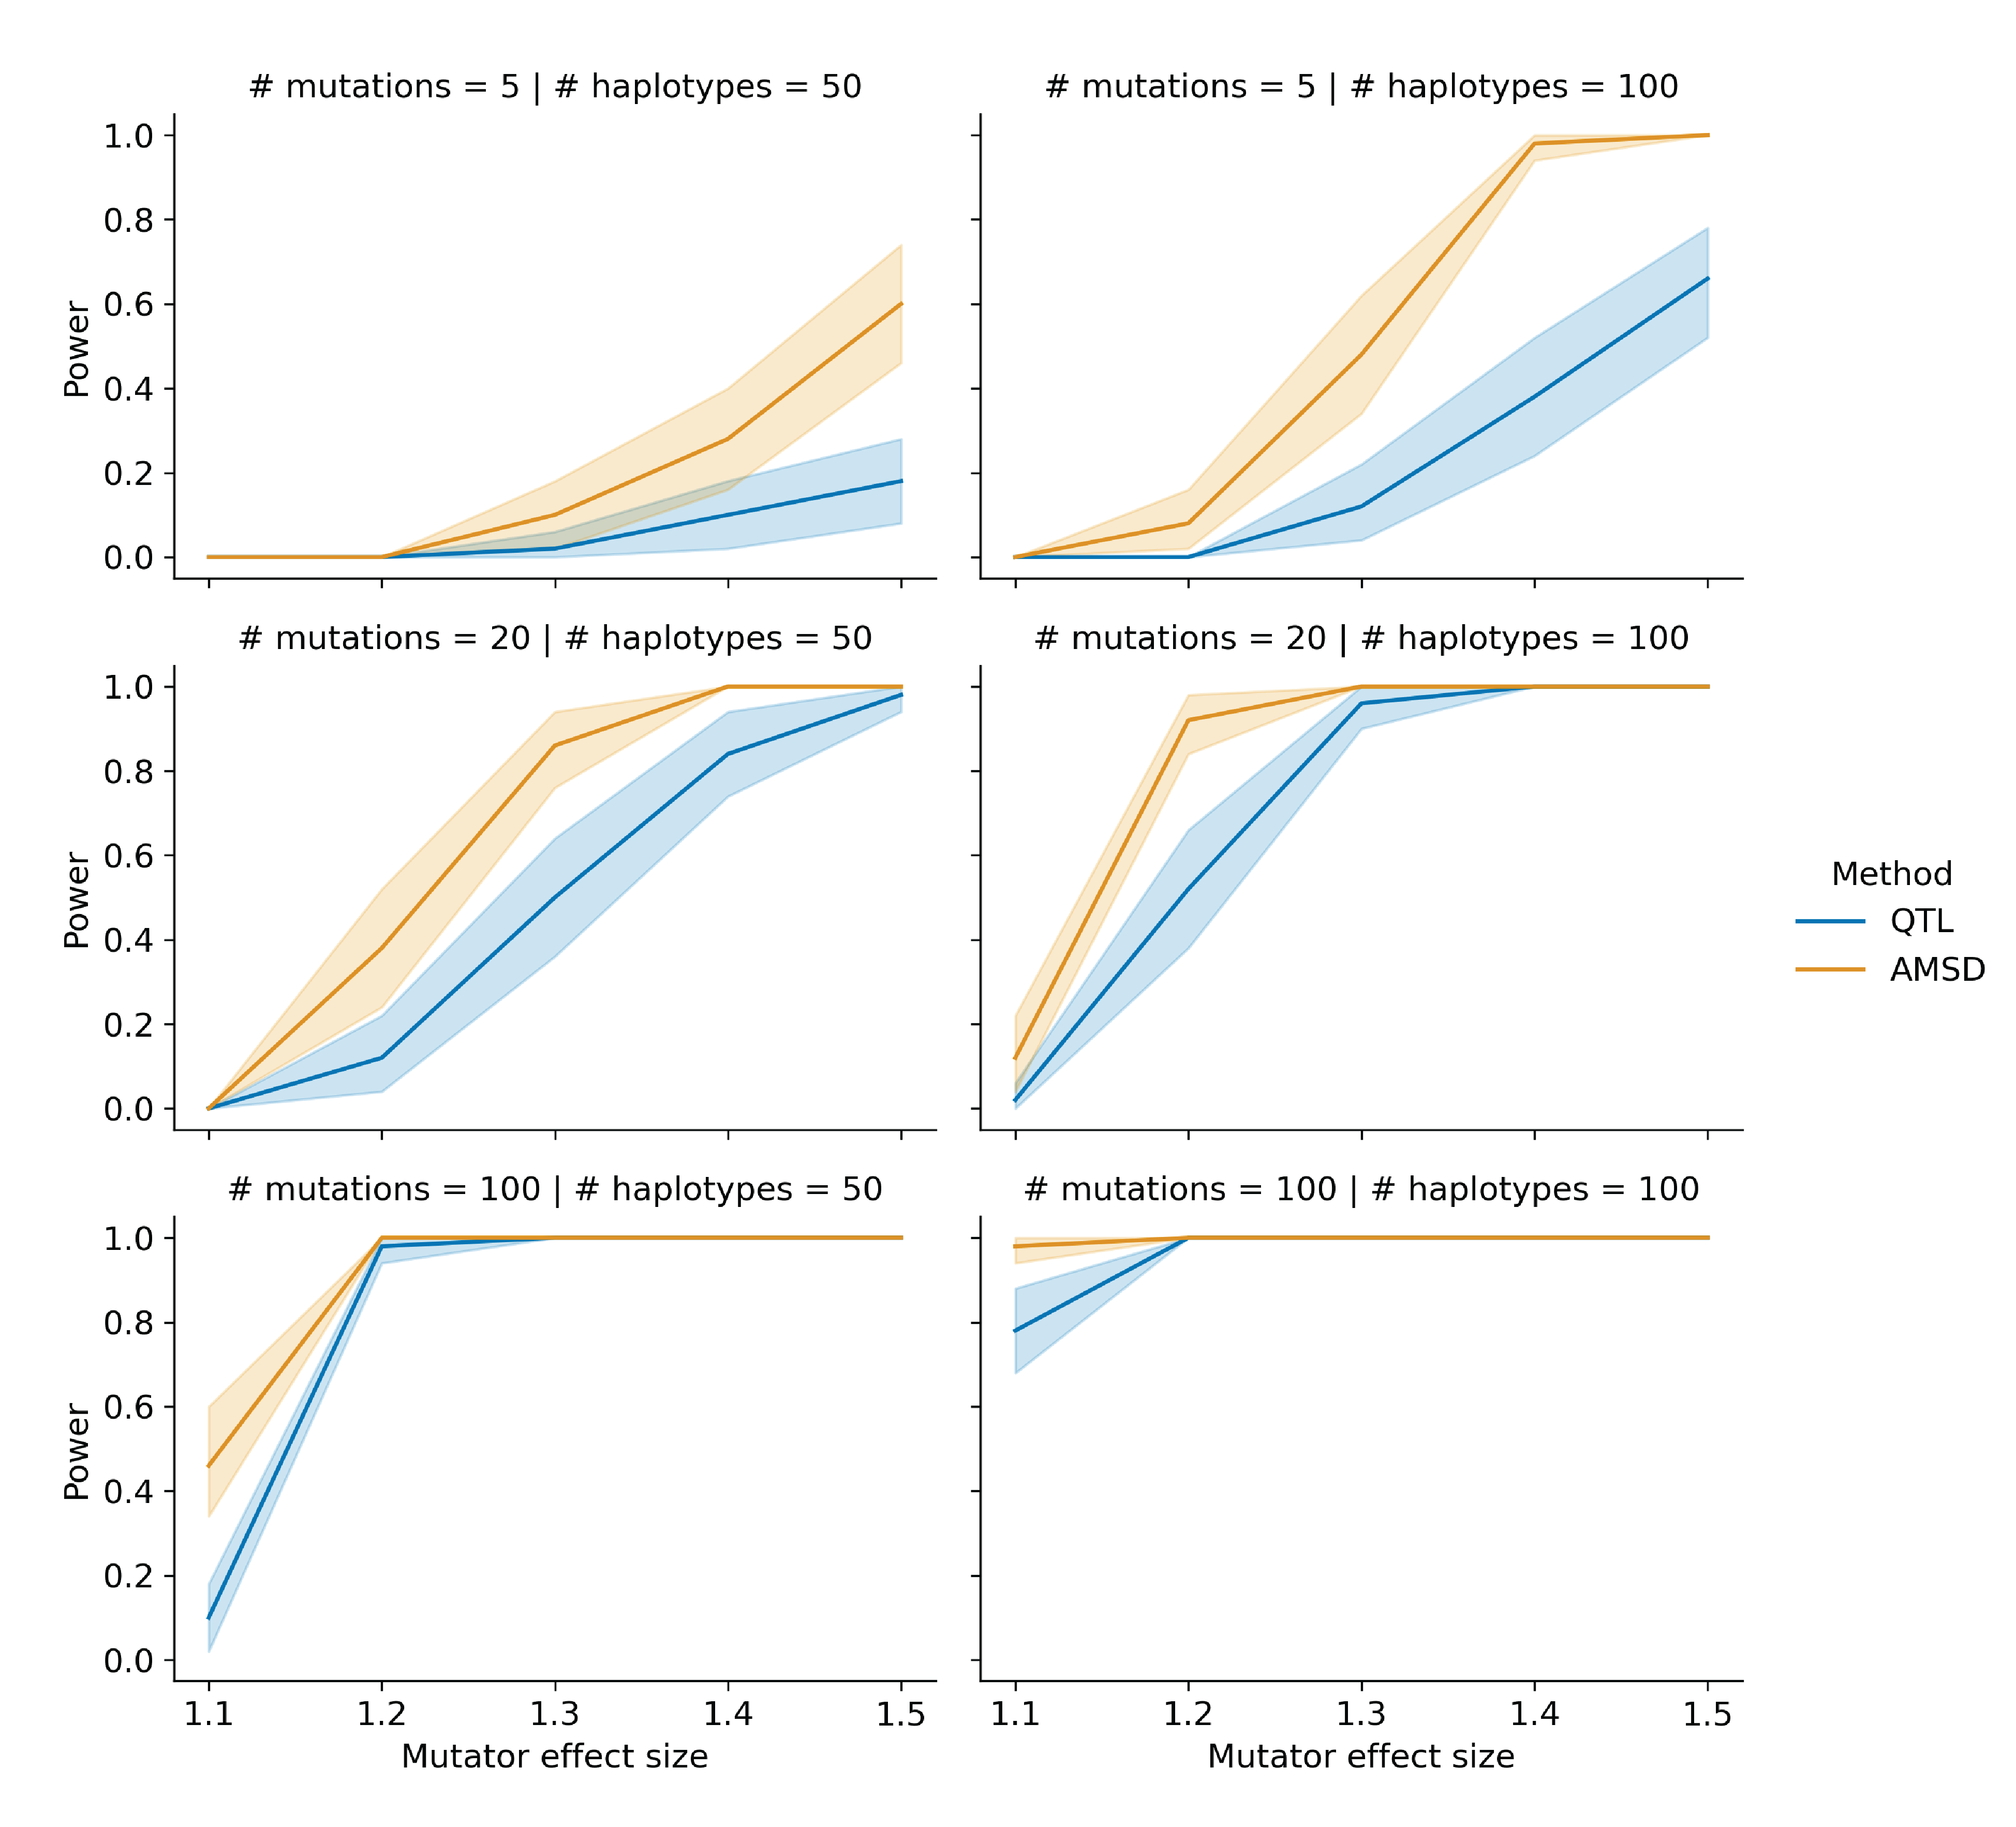 # mutations = 5 | # haplotypes = 50
# mutations = 5 | # haplotypes = 100
1.0
0.8
0.6
0.4
0.2
0.0
Power
# mutations = 20 | # haplotypes = 50
# mutations = 20 | # haplotypes = 100
1.0
0.8
0.6
0.4
0.2
0.0
Power
Method
QTL
AMSD
# mutations = 100 | # haplotypes = 50
# mutations = 100 | # haplotypes = 100
1.0
0.8
0.6
0.4
0.2
0.0
Power
1.1 1.2 1.3 1.4 1.5
Mutator effect size
1.1 1.2 1.3 1.4 1.5
Mutator effect size